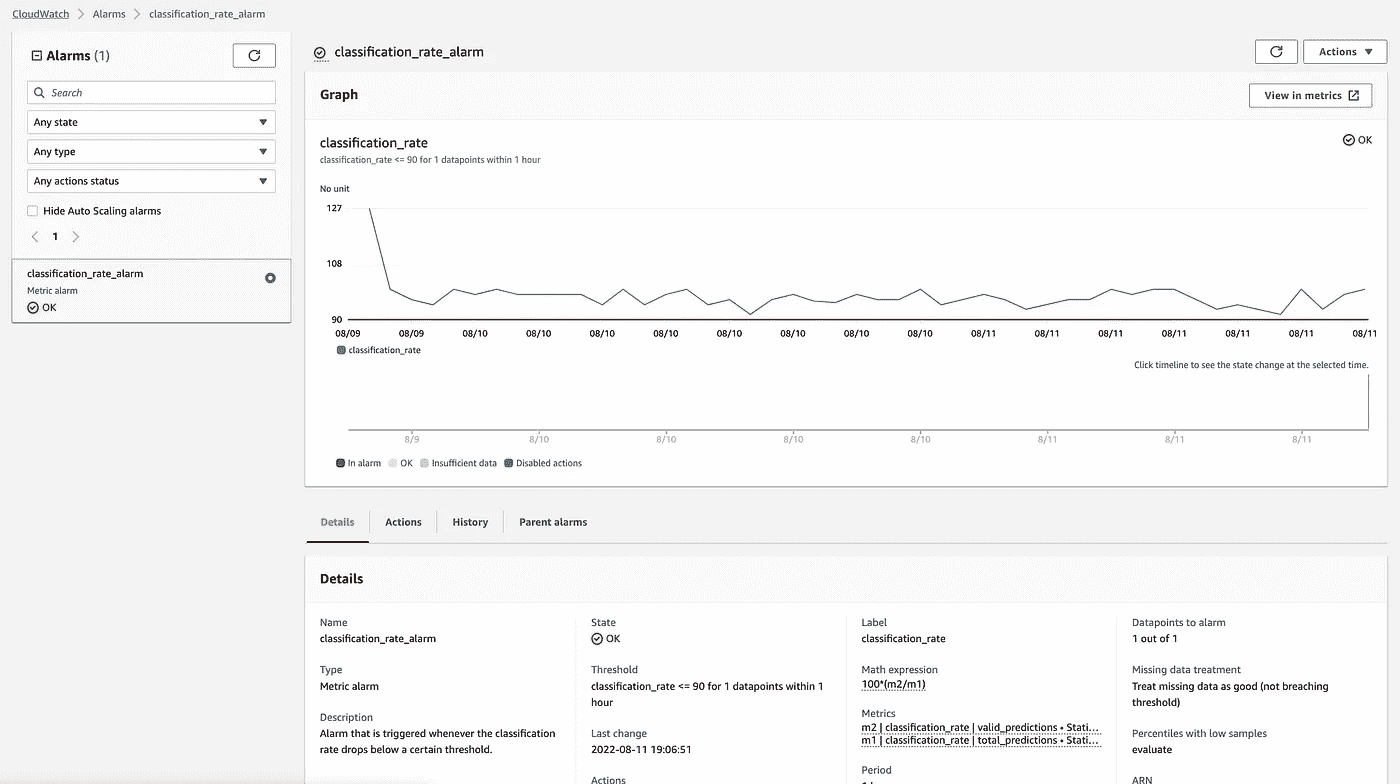 CloudWatch > Alarms > classification_rate_alarm
Alarms (1)
Search
Any state
Any type
Any actions status
Hide Auto Scaling alarms
1
classification_rate_alarm
Metric alarm
OK
classification_rate_alarm
Actions
Graph
View in metrics
classification_rate
OK
classification_rate <= 90 for 1 datapoints within 1 hour
No unit
127
108
90
08/09 08/09 08/10 08/10 08/10 08/10 08/10 08/10 08/10 08/10 08/11 08/11 08/11 08/11 08/11 08/11 08/11
classification_rate
Click timeline to see the state change at the selected time.
8/9 8/10 8/10 8/10 8/10 8/11 8/11 8/11
In alarm OK Insufficient data Disabled actions
Details Actions History Parent alarms
Details
Name
classification_rate_alarm
Type
Metric alarm
Description
Alarm that is triggered whenever the classification
rate drops below a certain threshold.
State
OK
Threshold
classification_rate <= 90 for 1 datapoints within 1
hour
Last change
2022-08-11 19:06:51
Actions
Label
classification_rate
Math expression
100*(m2/m1)
Metrics
m2 | classification_rate | valid_predictions • Stati...
m1 | classification_rate | total_predictions • Stati...
Period
Datapoints to alarm
1 out of 1
Missing data treatment
Treat missing data as good (not breaching
threshold)
Percentiles with low samples
evaluate
ARN